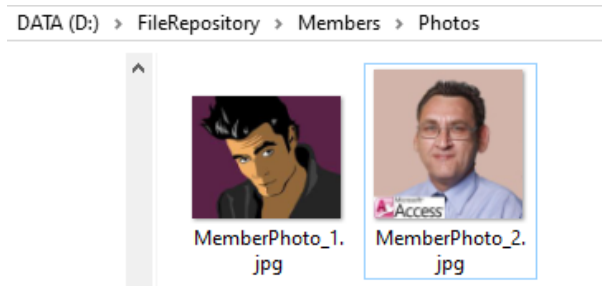 DATA (D:) > FileRepository > Members > Photos
Microsoft
Access
MemberPhoto_1.
jpg
MemberPhoto_2.
jpg